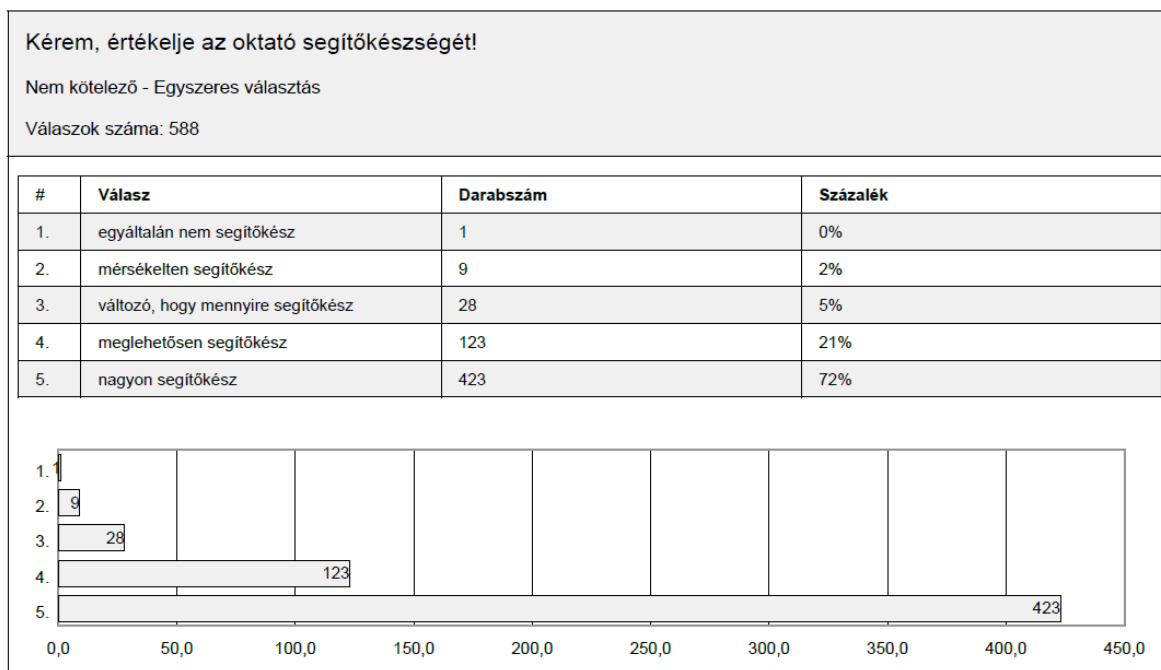 Kérem, értékelje az oktató segítőkészségét!
Nem kötelező - Egyszeres választás
Válaszok száma: 588
# Válasz Darabszám Százalék
1. egyáltalán nem segítőkész 1 0%
2. mérsékelten segítőkész 9 2%
3. változó, hogy mennyire segítőkész 28 5%
4. meglehetősen segítőkész 123 21%
5. nagyon segítőkész 423 72%
1. 1
2. 9
3. 28
4. 123
5. 423
0,0 50,0 100,0 150,0 200,0 250,0 300,0 350,0 400,0 450,0